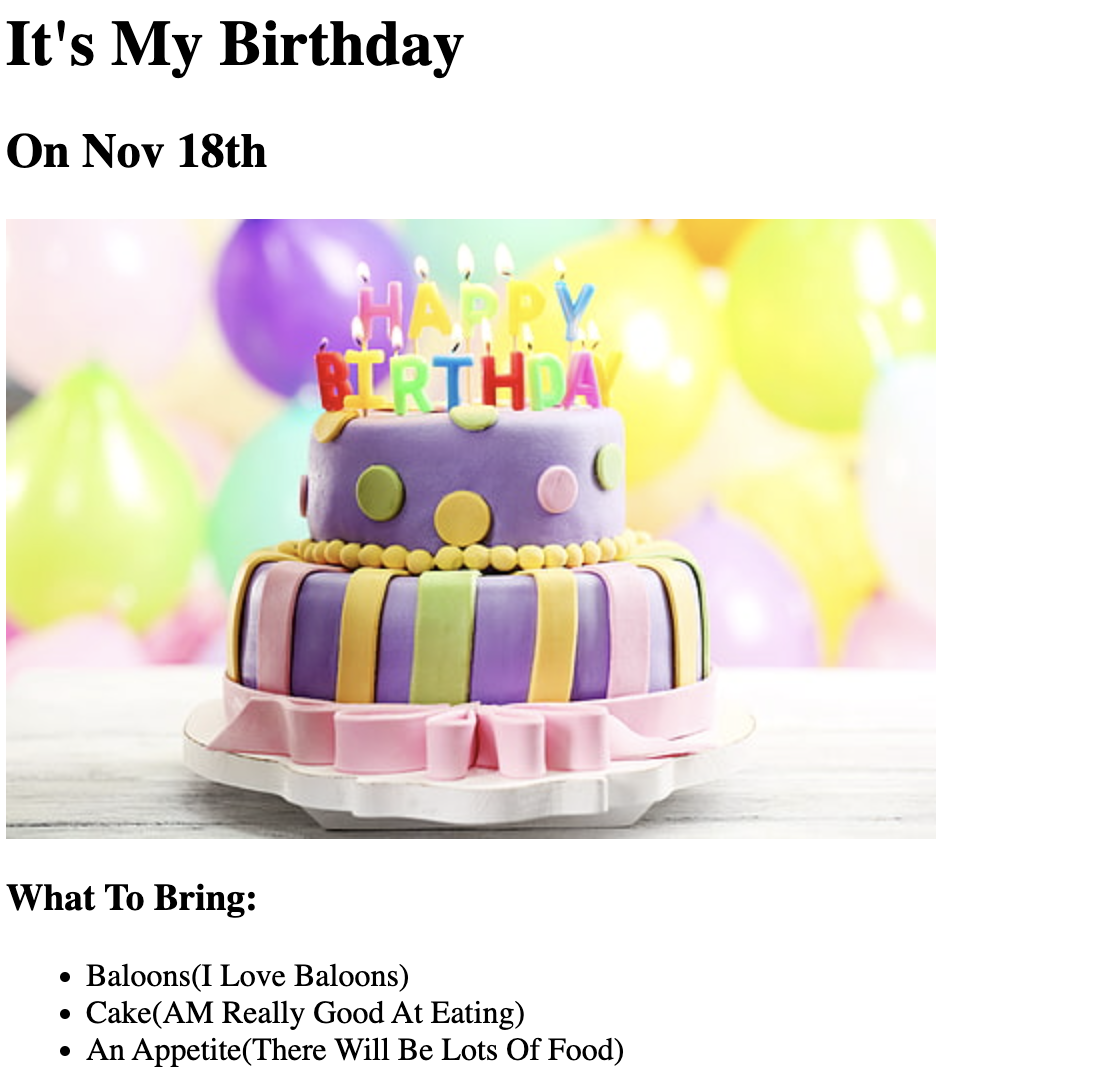 It's My Birthday
On Nov 18th
HAPPY
BIRTHDAY
What To Bring:
Baloons(I Love Baloons)
Cake(AM Really Good At Eating)
An Appetite(There Will Be Lots Of Food)